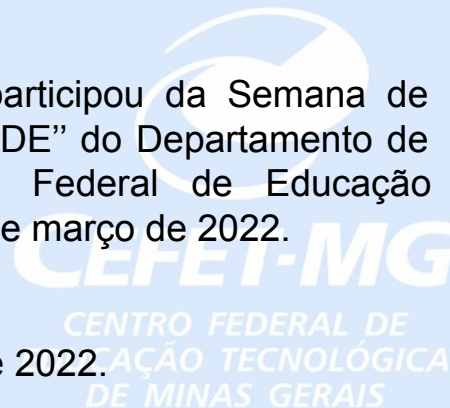 participou da Semana de
DE’’ do Departamento de
Federal de Educação
e março de 2022.
CEFET-MG
CENTRO FEDERAL DE
EDUCAÇÃO TECNOLÓGICA
e 2022.
DE MINAS GERAIS